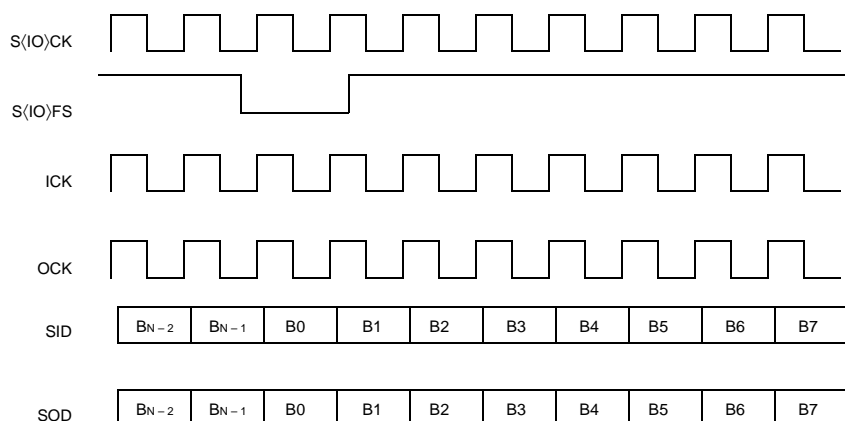 S⟨IO⟩CK
S⟨IO⟩FS
ICK
OCK
SID BN – 2 BN – 1 B0 B1 B2 B3 B4 B5 B6 B7
SOD BN – 2 BN – 1 B0 B1 B2 B3 B4 B5 B6 B7